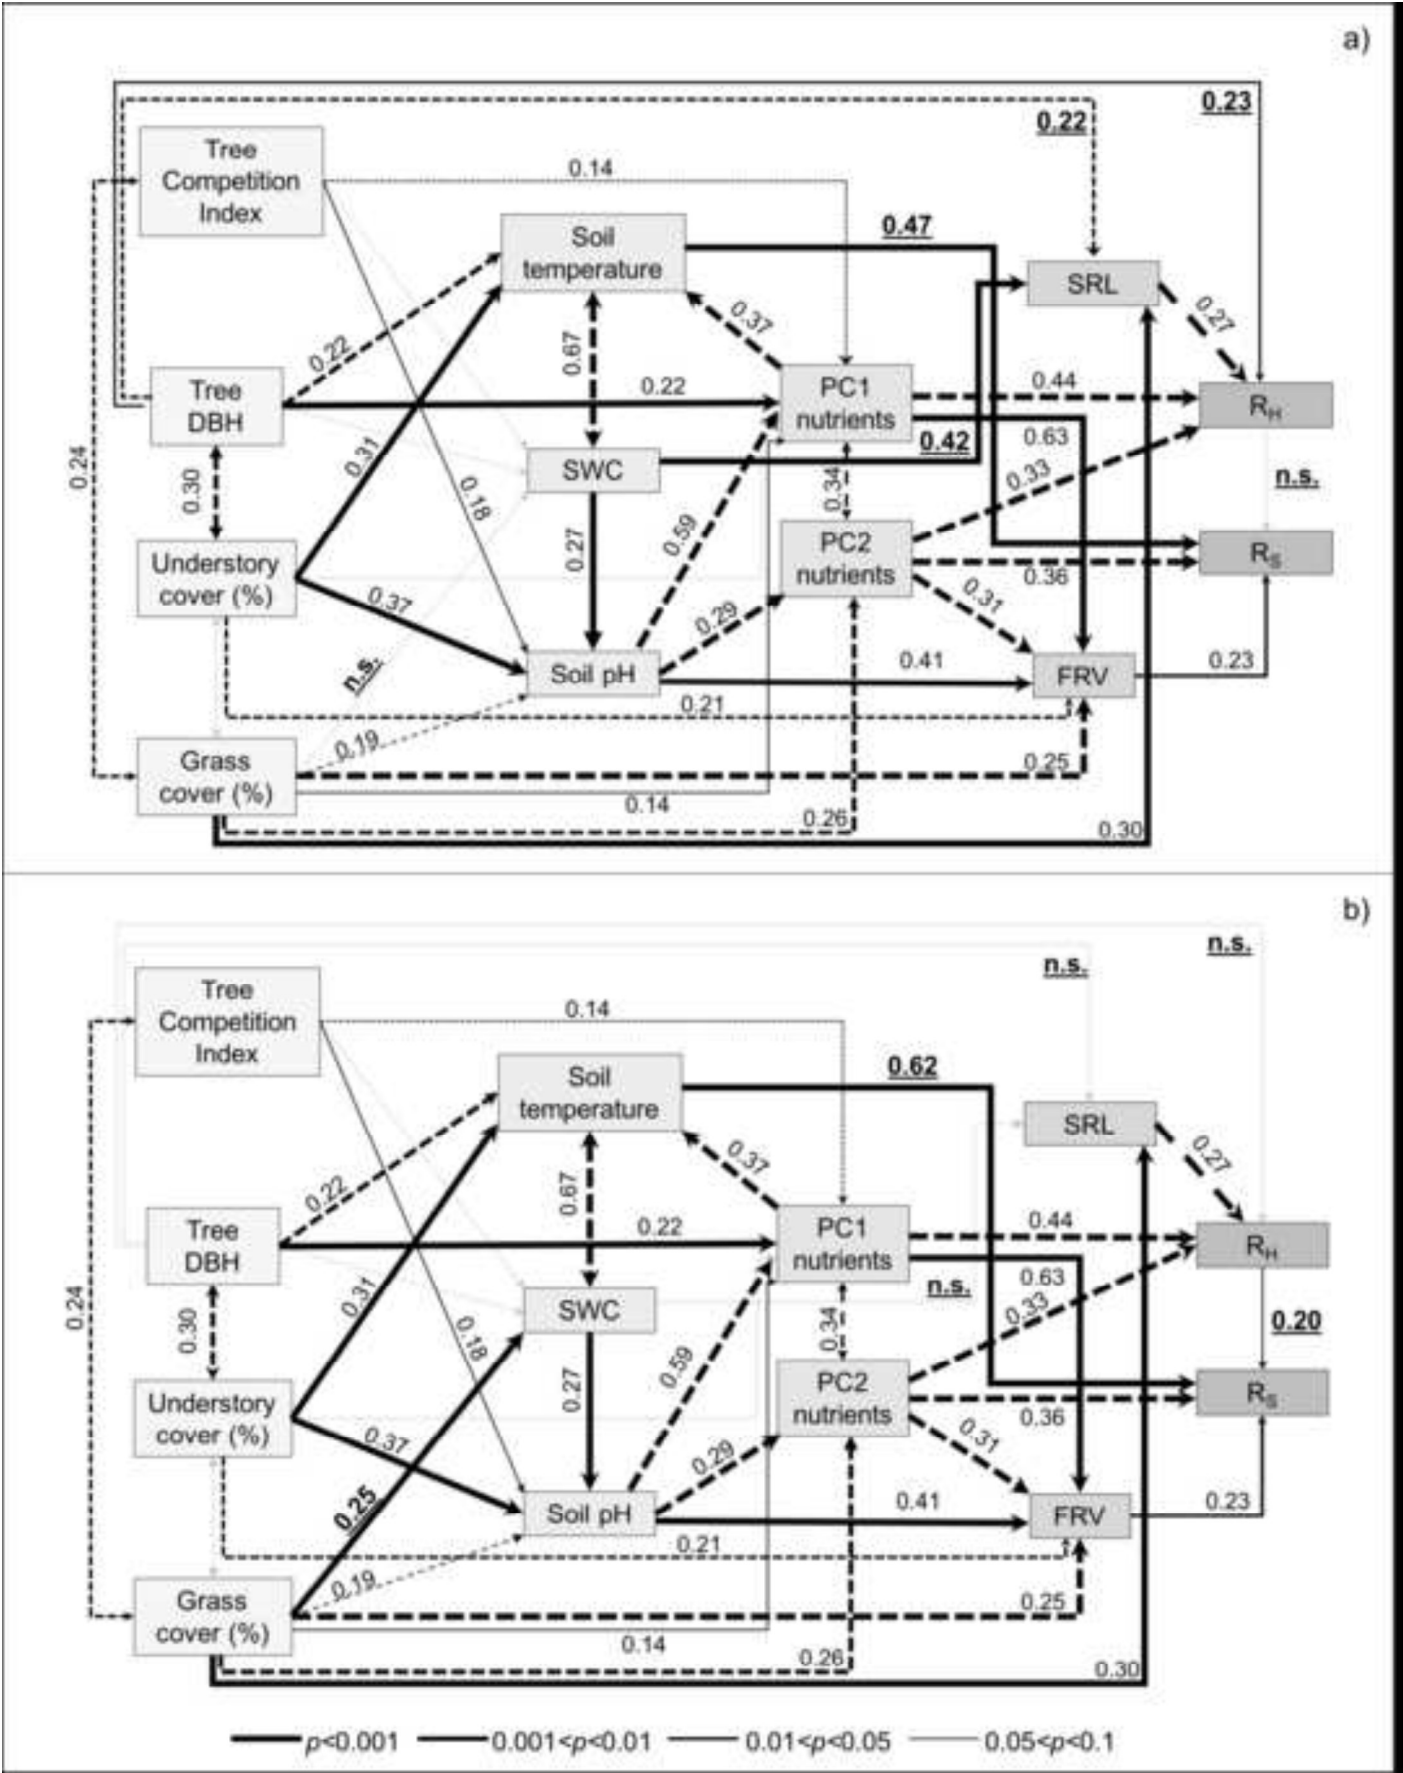 a)
0.23
0.22
Tree
Competition
Index
0.14
Soil
temperature
0.47
SRL
0.27
0.37
0.22
0.67
Tree
DBH
0.22
PC1
nutrients
0.44
R_H
0.31
0.42
0.63
0.24
0.30
SWC
0.18
0.34
0.33
n.s.
0.59
0.27
Understory
cover (%)
PC2
nutrients
R_S
0.36
0.37
0.29
0.31
n.s.
Soil pH
0.41
FRV
0.23
0.21
0.19
Grass
cover (%)
0.25
0.14
0.26
0.30
b)
n.s.
n.s.
Tree
Competition
Index
0.14
Soil
temperature
0.62
SRL
0.27
0.37
0.22
0.67
Tree
DBH
0.22
PC1
nutrients
0.44
R_H
0.31
n.s.
0.63
0.24
0.30
SWC
0.18
0.34
0.33
0.20
0.59
0.27
Understory
cover (%)
PC2
nutrients
R_S
0.36
0.37
0.29
0.31
0.25
Soil pH
0.41
FRV
0.23
0.21
0.19
Grass
cover (%)
0.25
0.14
0.26
0.30
p<0.001 0.001<p<0.01 0.01<p<0.05 0.05<p<0.1